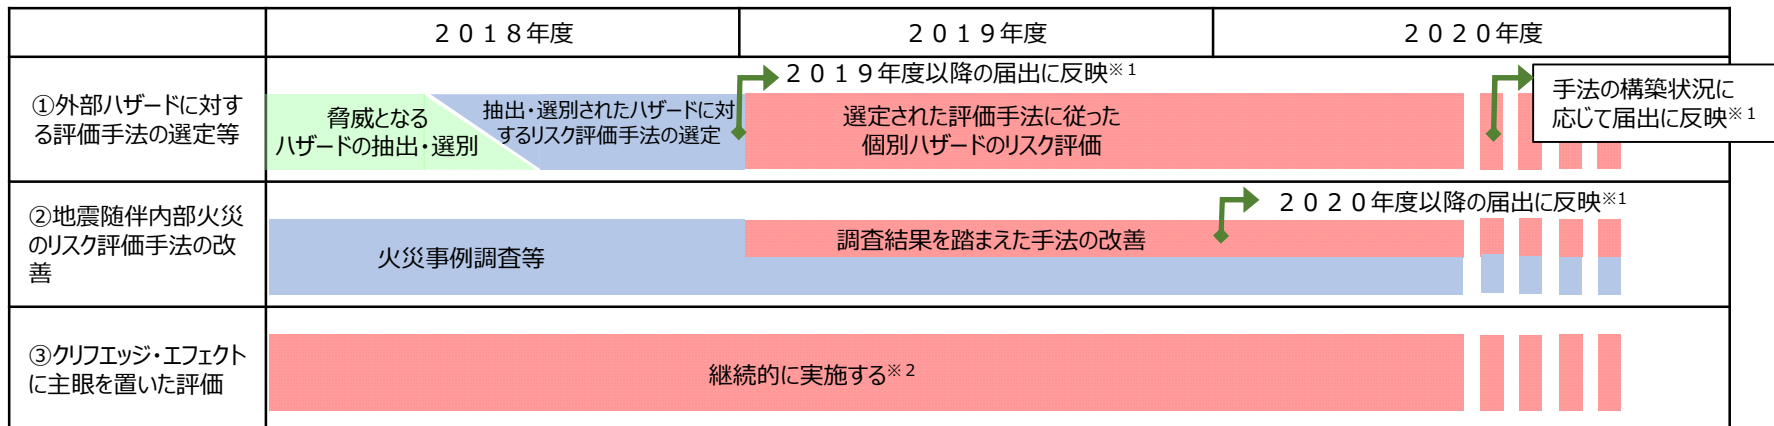 ２０１８年度
２０１９年度
２０２０年度
①外部ハザードに対す
る評価手法の選定等
脅威となる
ハザードの抽出・選別
抽出・選別されたハザードに対
するリスク評価手法の選定
２０１９年度以降の届出に反映※1
選定された評価手法に従った
個別ハザードのリスク評価
手法の構築状況に
応じて届出に反映※1
②地震随伴内部火災
のリスク評価手法の改
善
火災事例調査等
調査結果を踏まえた手法の改善
２０２０年度以降の届出に反映※1
③クリフエッジ・エフェクト
に主眼を置いた評価
継続的に実施する※2